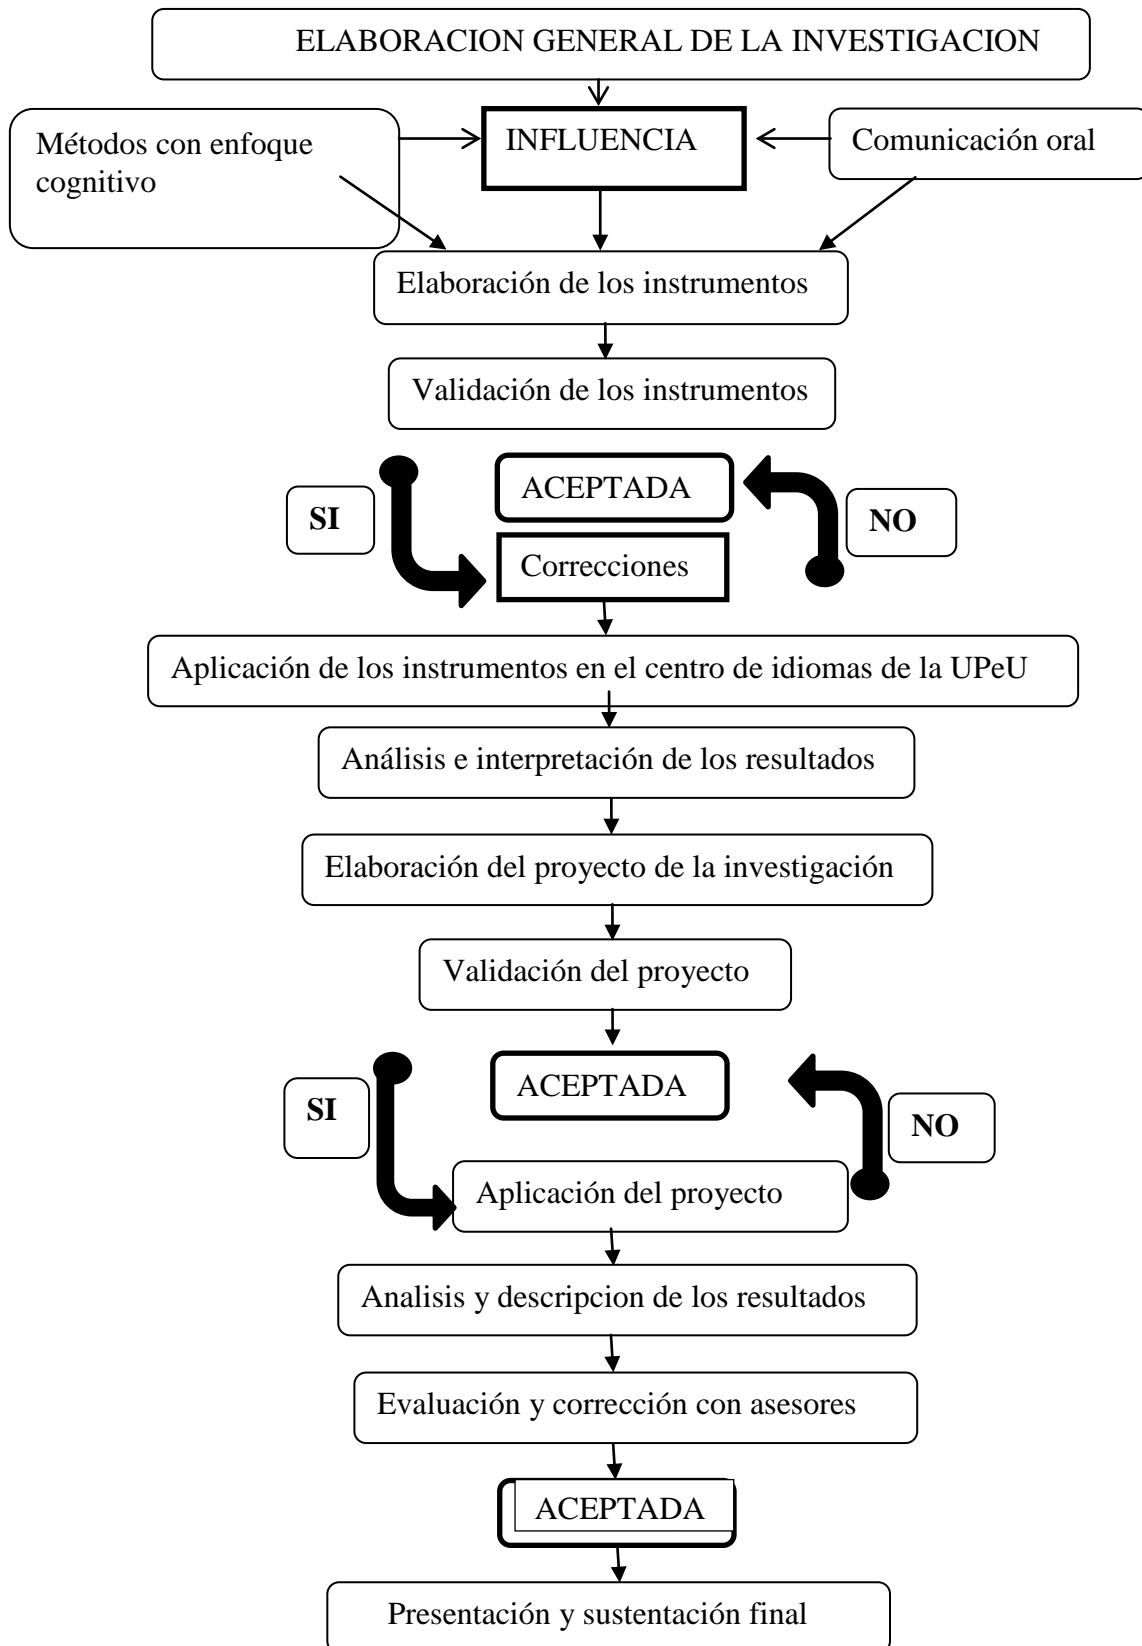 ELABORACION GENERAL DE LA INVESTIGACION
Métodos con enfoque
cognitivo
INFLUENCIA
Comunicación oral
Elaboración de los instrumentos
Validación de los instrumentos
SI
ACEPTADA
NO
Correcciones
Aplicación de los instrumentos en el centro de idiomas de la UPeU
Análisis e interpretación de los resultados
Elaboración del proyecto de la investigación
Validación del proyecto
SI
ACEPTADA
NO
Aplicación del proyecto
Analisis y descripcion de los resultados
Evaluación y corrección con asesores
ACEPTADA
Presentación y sustentación final